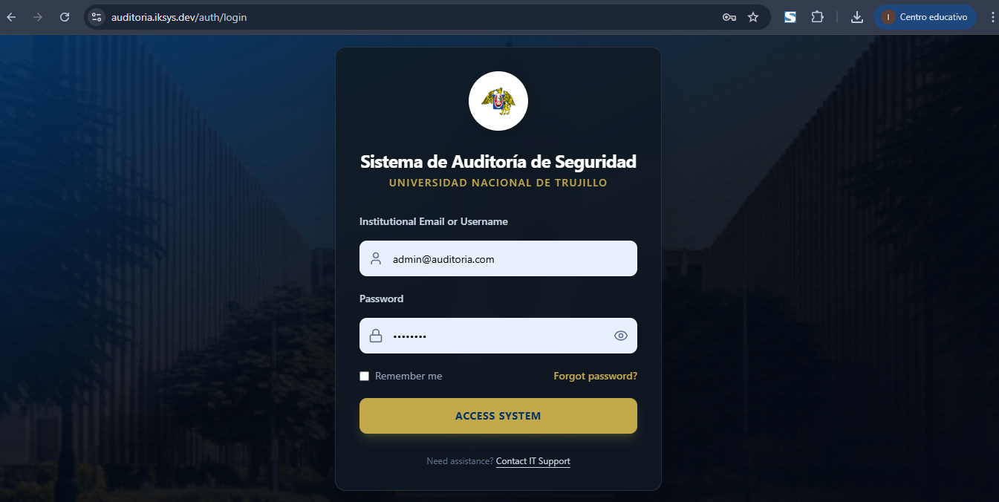 auditoria.iksys.dev/auth/login
I
Centro educativo
Sistema de Auditoría de Seguridad
UNIVERSIDAD NACIONAL DE TRUJILLO
Institutional Email or Username
admin@auditoria.com
Password
••••••••
Remember me
Forgot password?
ACCESS SYSTEM
Need assistance? Contact IT Support